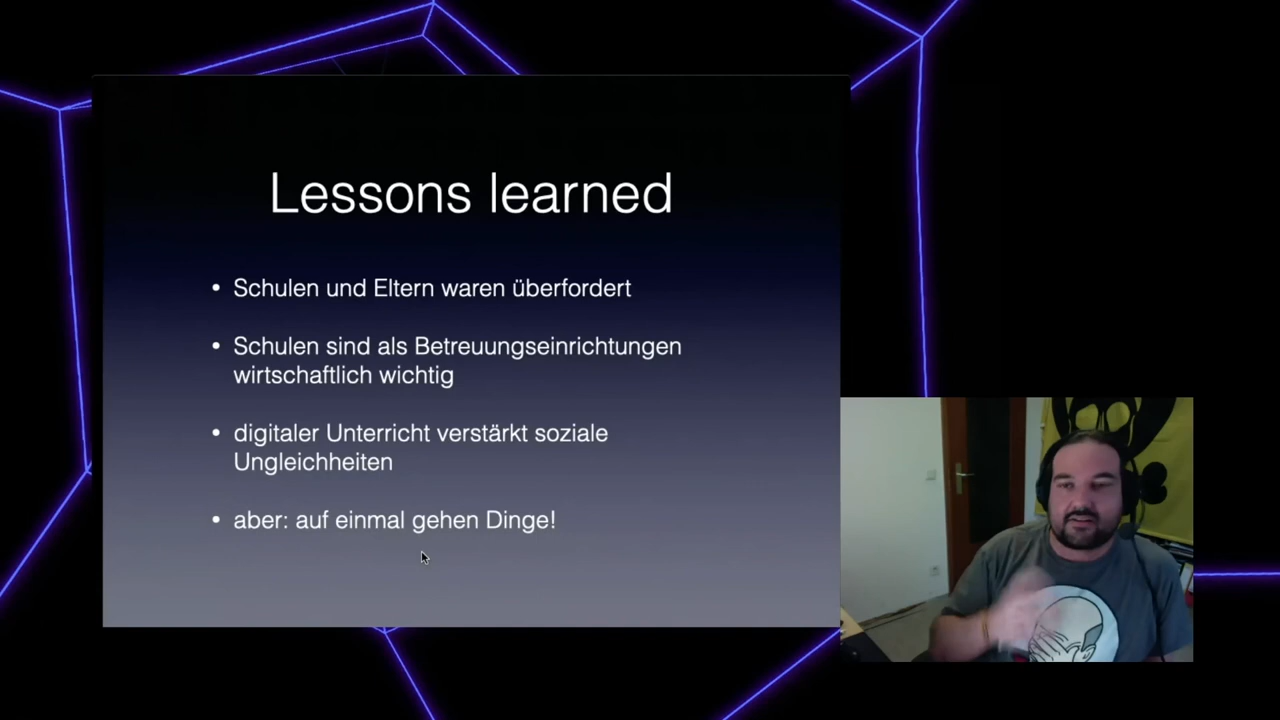 Lessons learned
• Schulen und Eltern waren überfordert
• Schulen sind als Betreuungseinrichtungen
wirtschaftlich wichtig
• digitaler Unterricht verstärkt soziale
Ungleichheiten
• aber: auf einmal gehen Dinge!